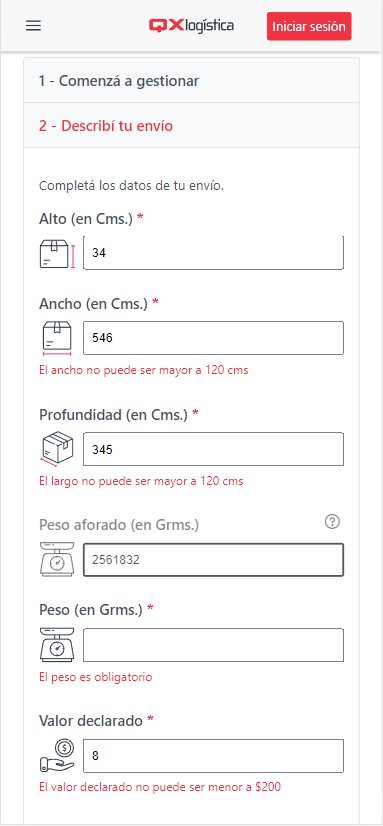 QX logística
Iniciar sesión
1 - Comenzá a gestionar
2 - Describí tu envío
Completá los datos de tu envío.
Alto (en Cms.) *
34
Ancho (en Cms.) *
546
El ancho no puede ser mayor a 120 cms
Profundidad (en Cms.) *
345
El largo no puede ser mayor a 120 cms
Peso aforado (en Grms.) ?
2561832
Peso (en Grms.) *
El peso es obligatorio
Valor declarado *
$
8
El valor declarado no puede ser menor a $200